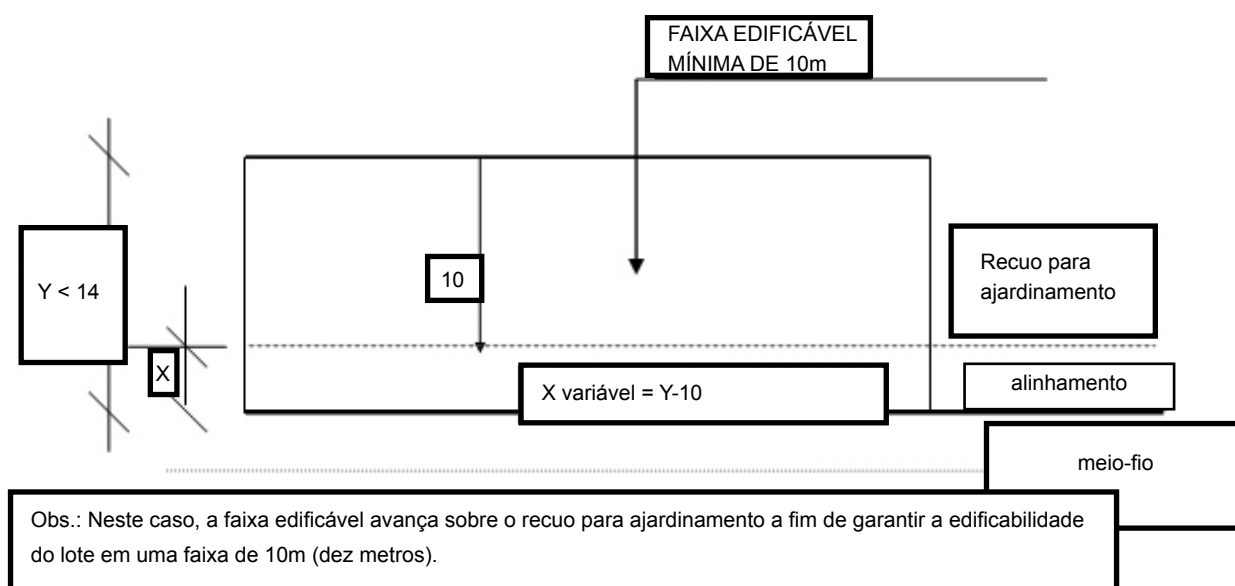 FAIXA EDIFICÁVEL
MÍNIMA DE 10m
Y < 14
10
Recuo para
ajardinamento
X
X variável = Y-10
alinhamento
meio-fio
Obs.: Neste caso, a faixa edificável avança sobre o recuo para ajardinamento a fim de garantir a edificabilidade
do lote em uma faixa de 10m (dez metros).